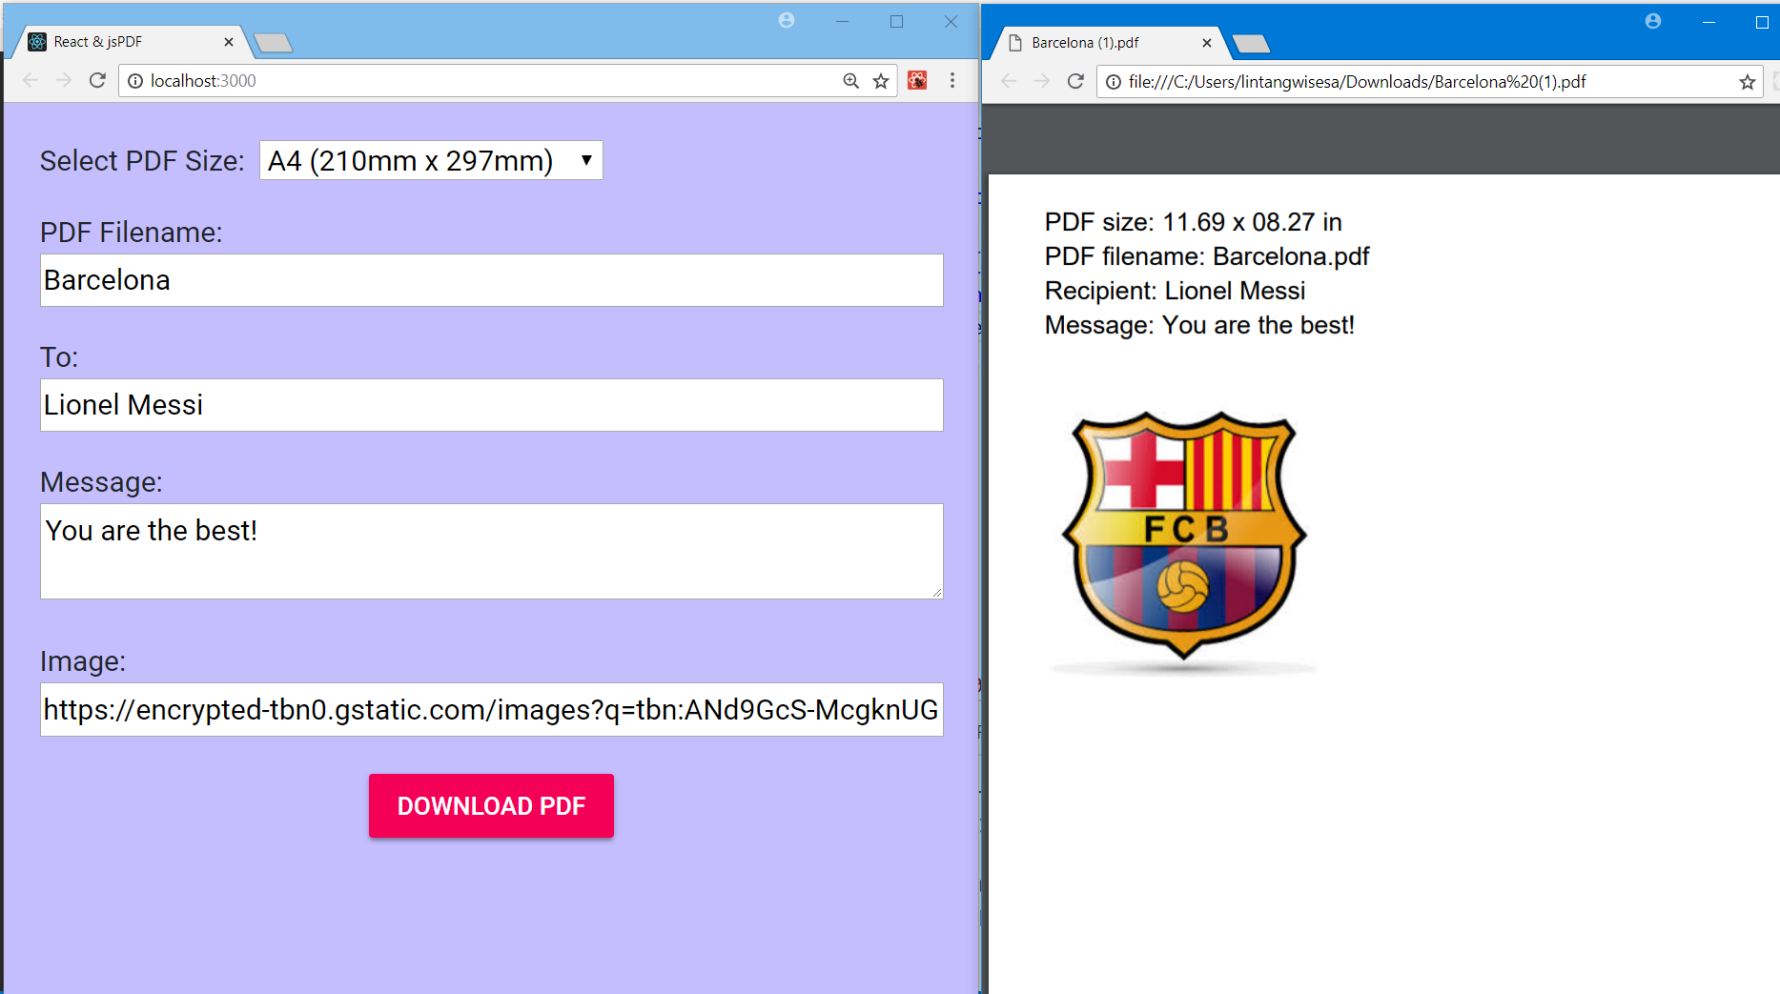 React & jsPDF
localhost:3000
Select PDF Size: A4 (210mm x 297mm)
PDF Filename:
Barcelona
To:
Lionel Messi
Message:
You are the best!
Image:
https://encrypted-tbn0.gstatic.com/images?q=tbn:ANd9GcS-McgknUG
DOWNLOAD PDF
Barcelona (1).pdf
file:///C:/Users/lintangwisesa/Downloads/Barcelona%20(1).pdf
PDF size: 11.69 x 08.27 in
PDF filename: Barcelona.pdf
Recipient: Lionel Messi
Message: You are the best!
FCB